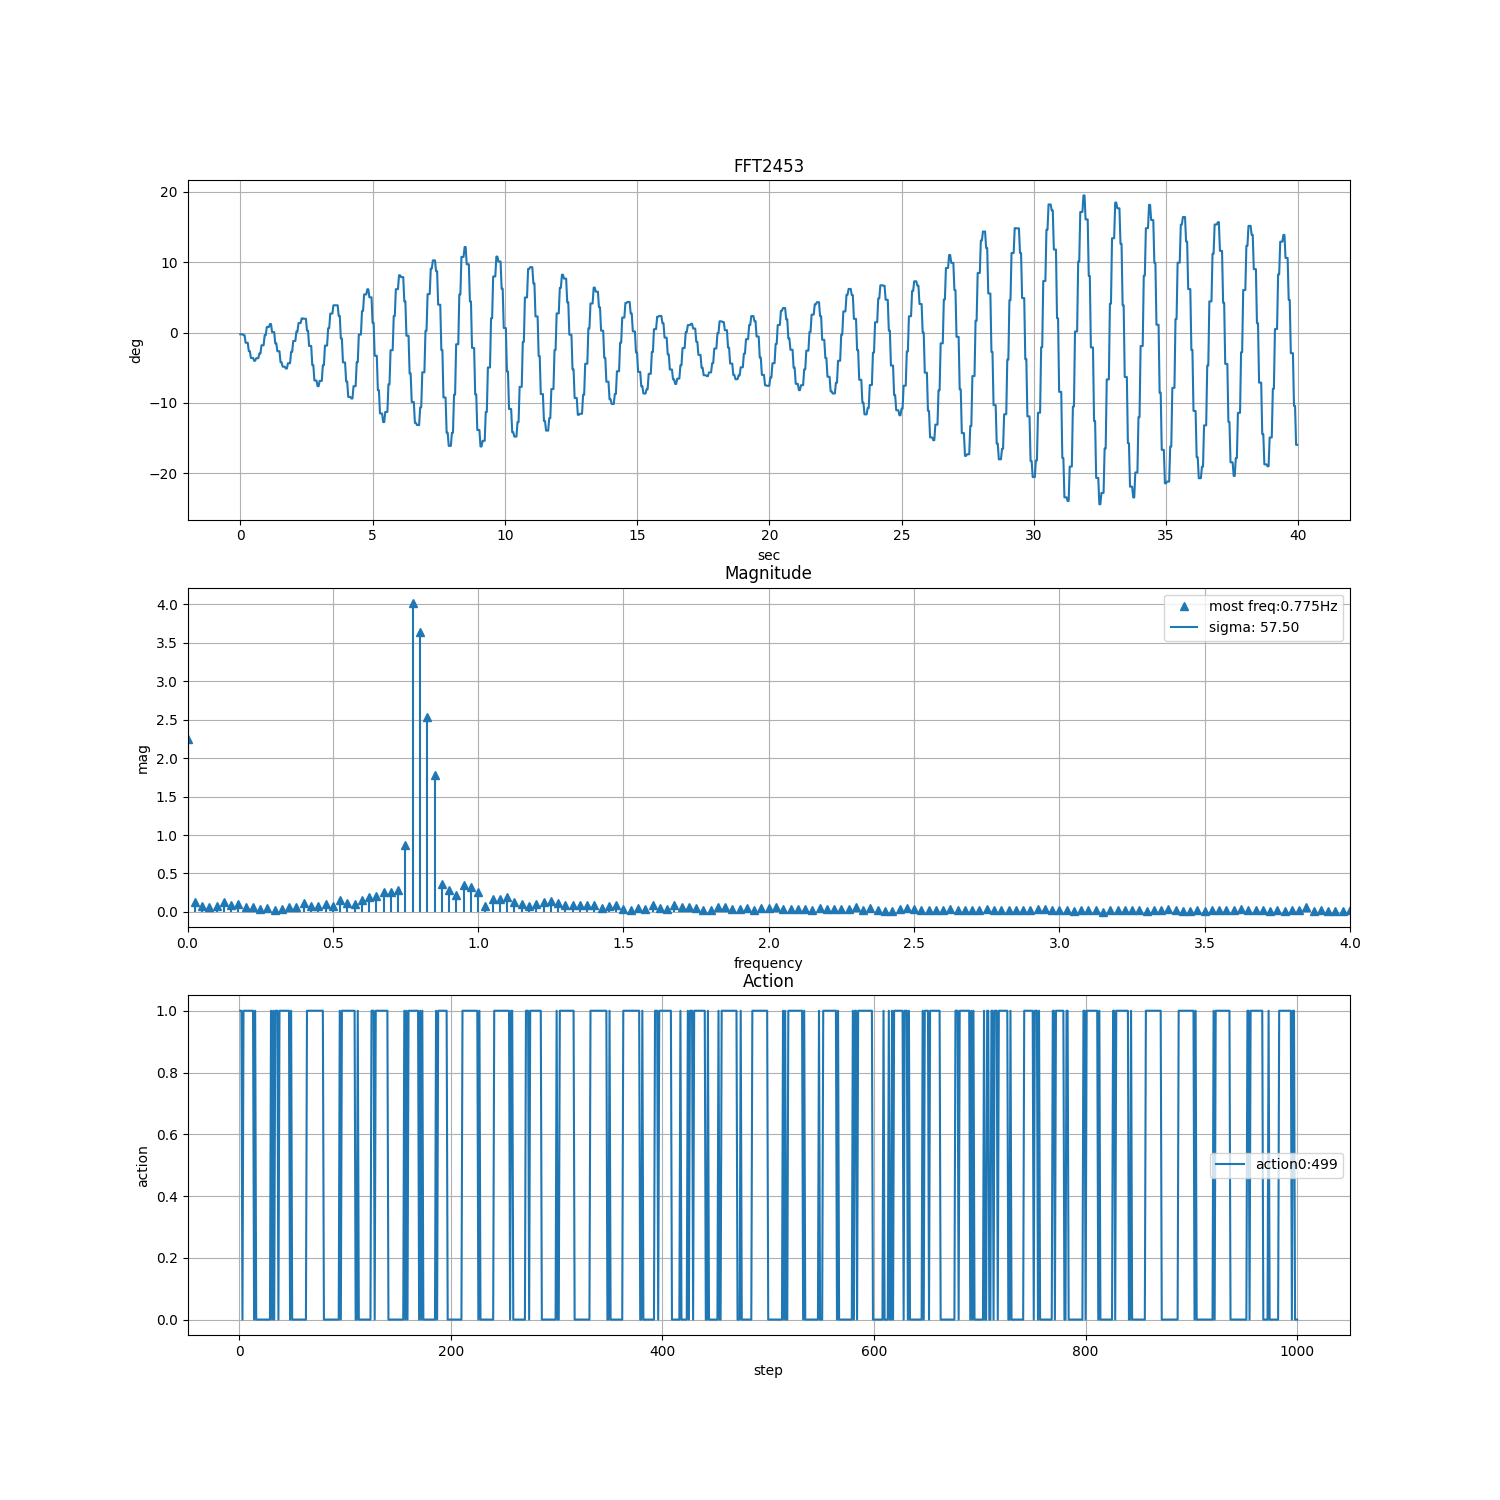 FFT2453
20
10
0
−10
−20
deg
0 5 10 15 20 25 30 35 40
sec
Magnitude
4.0
3.5
3.0
2.5
2.0
1.5
1.0
0.5
0.0
mag
most freq:0.775Hz
sigma: 57.50
0.0 0.5 1.0 1.5 2.0 2.5 3.0 3.5 4.0
frequency
Action
1.0
0.8
0.6
0.4
0.2
0.0
action
action0:499
0 200 400 600 800 1000
step